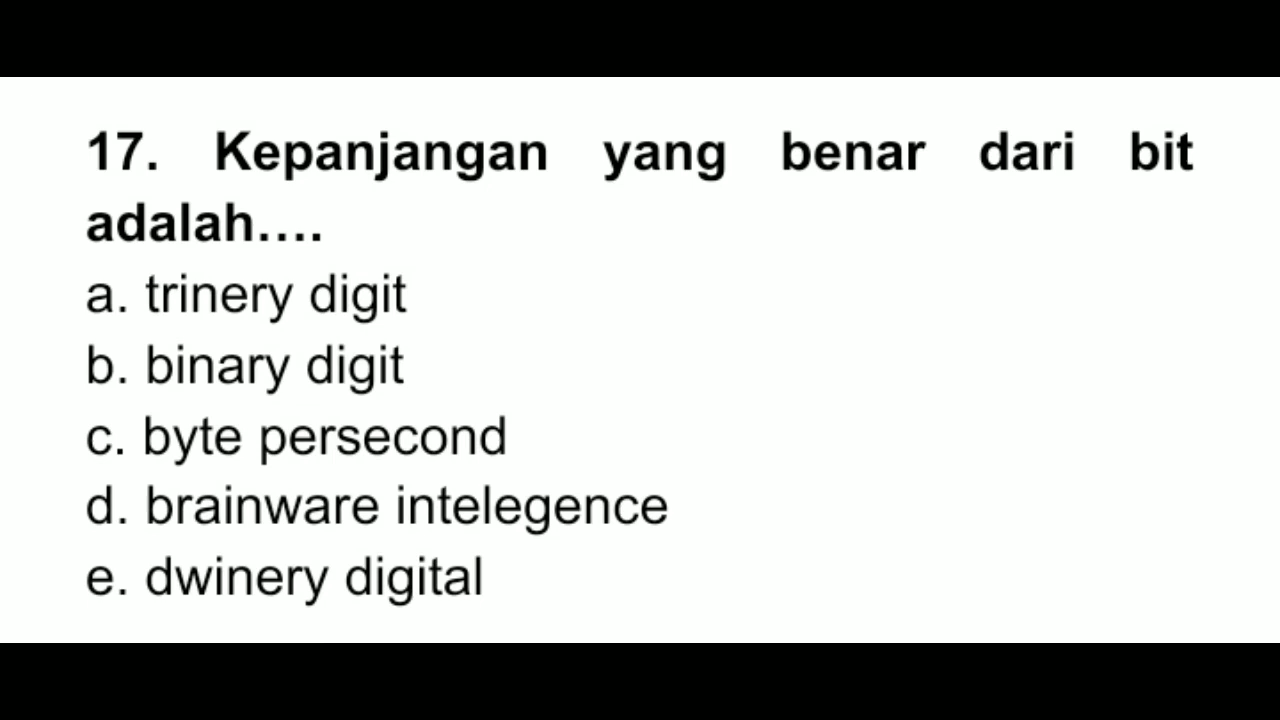 17. Kepanjangan yang benar dari bit
adalah....
a. trinery digit
b. binary digit
c. byte persecond
d. brainware intelegence
e. dwinery digital